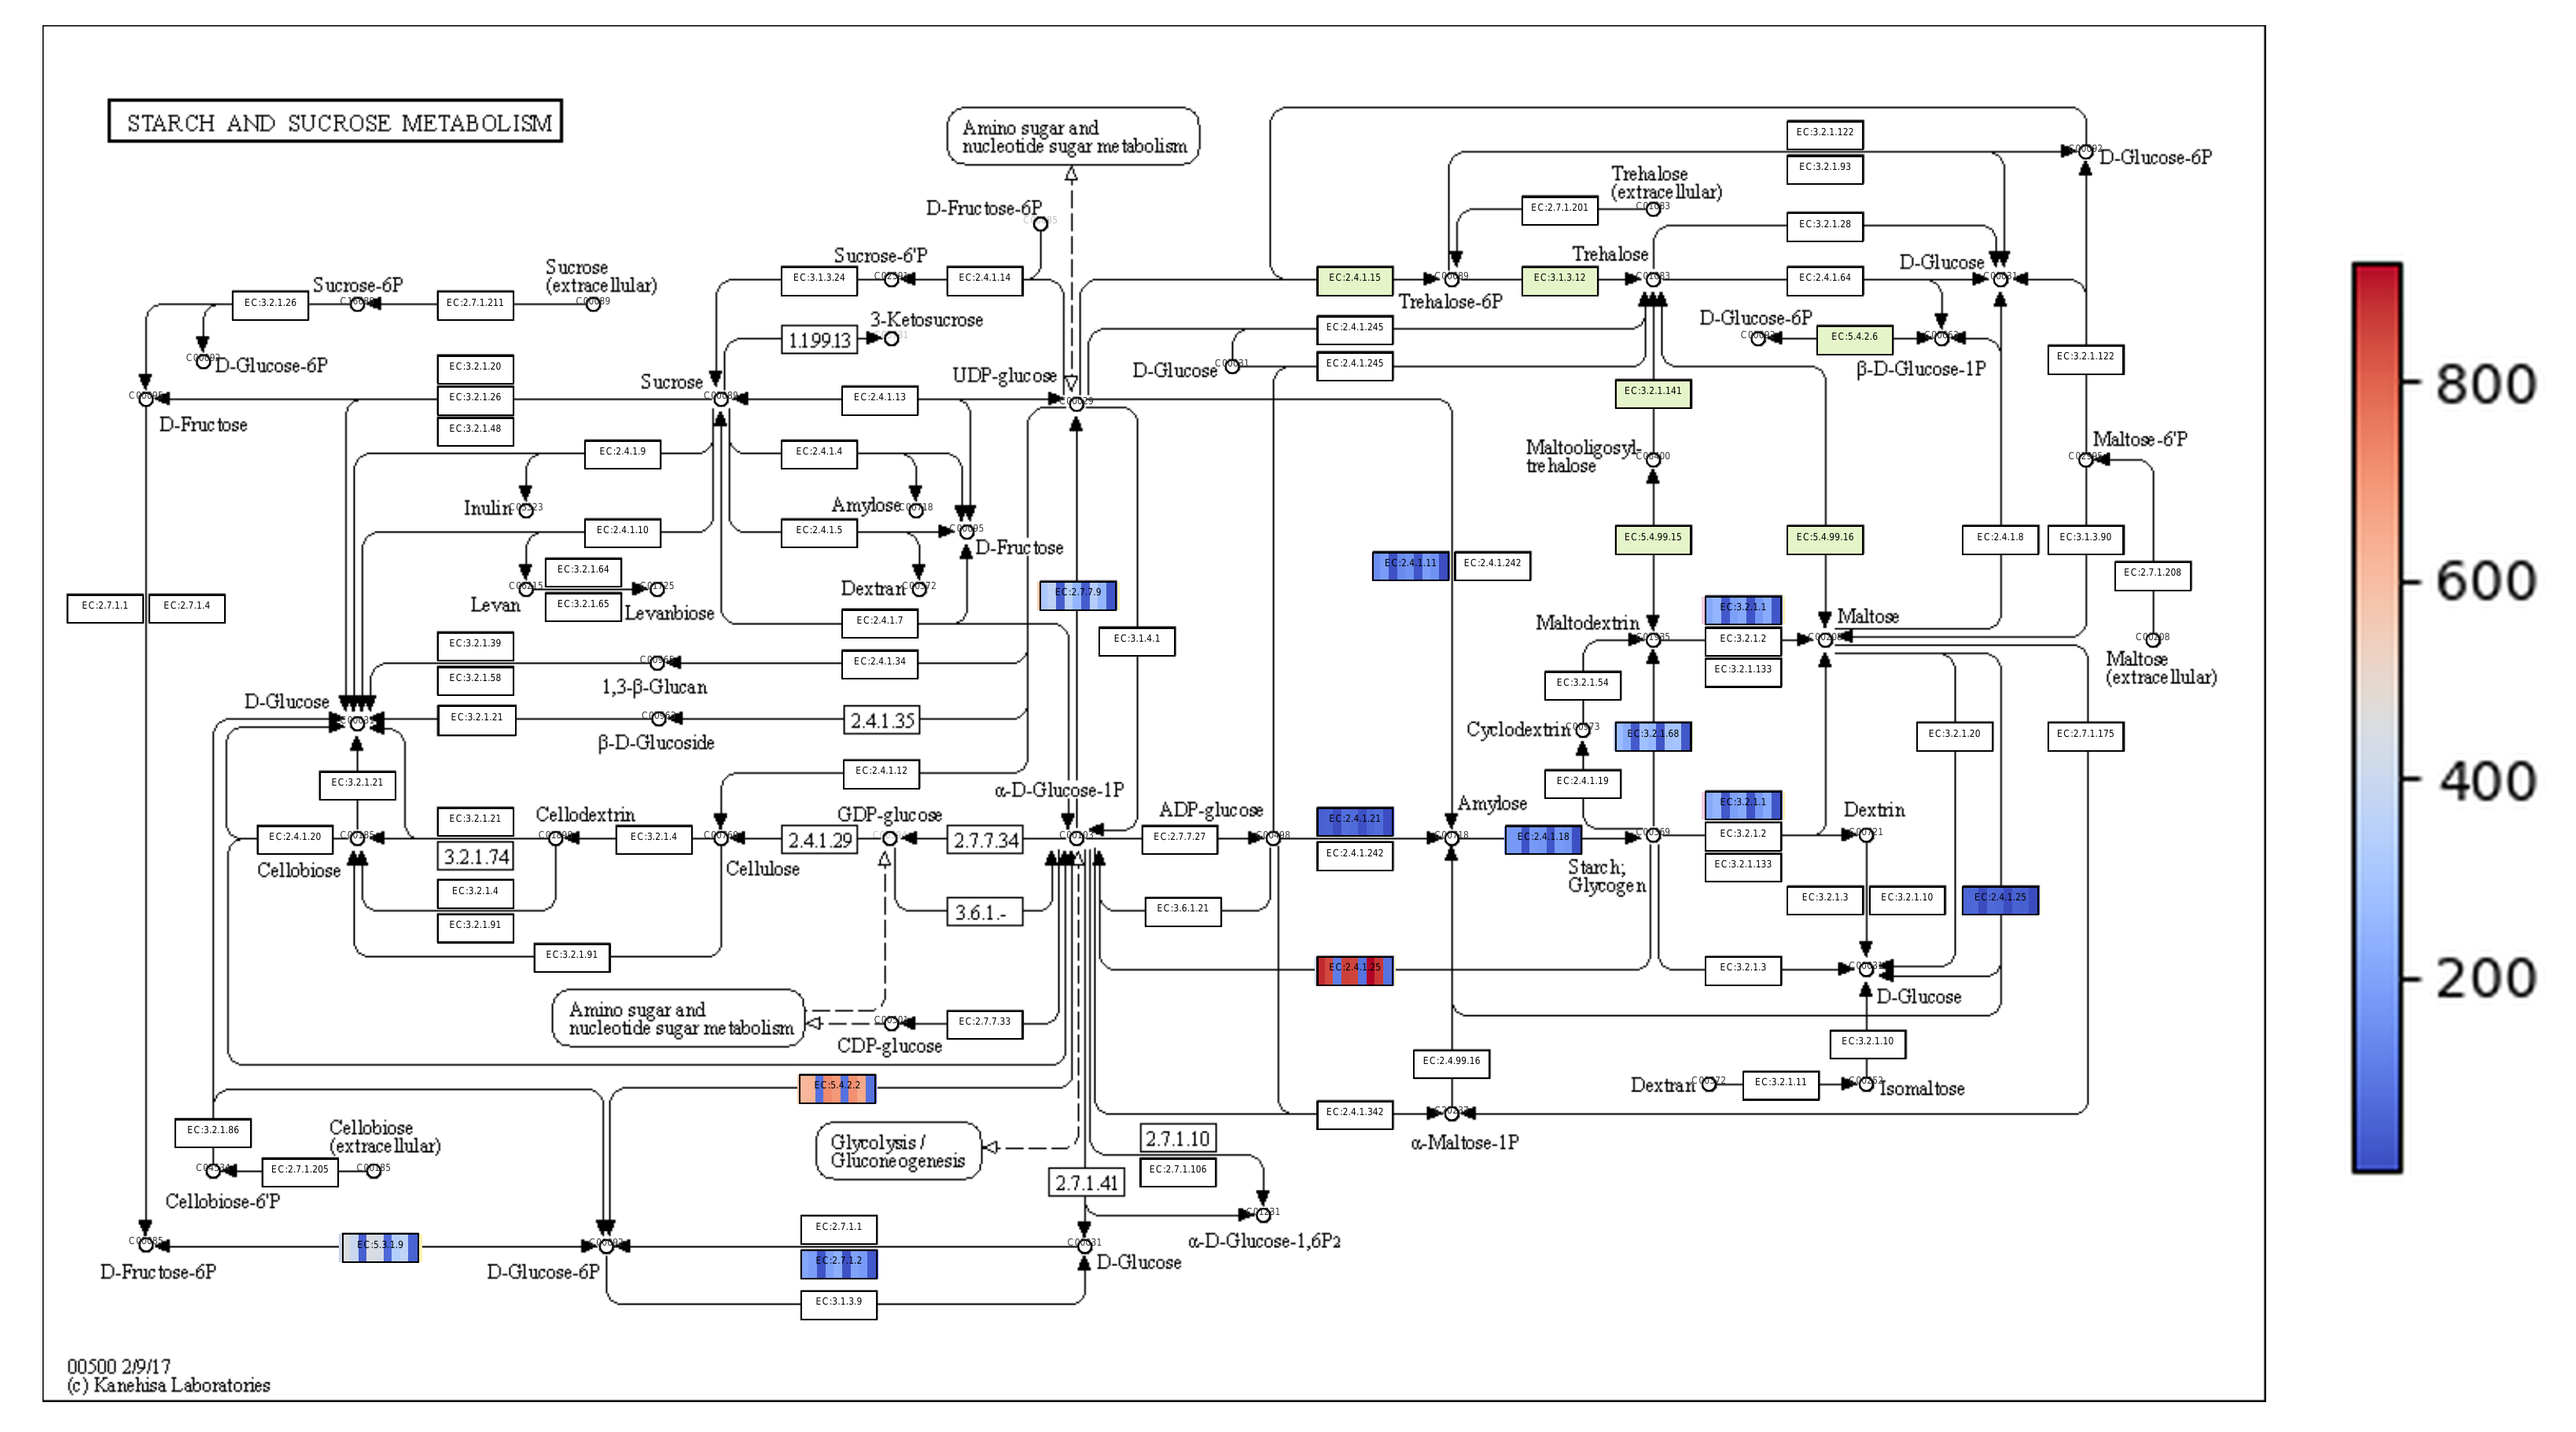 STARCH AND SUCROSE METABOLISM
Amino sugar and
nucleotide sugar metabolism
EC:3.2.1.122
D-Glucose-6P
EC:3.2.1.93
Trehalose
(extracellular)
D-Fructose-6P
EC:2.7.1.201
EC:3.2.1.28
Sucrose-6'P
Trehalose
D-Glucose
Sucrose
(extracellular)
Sucrose-6P
EC:3.1.3.24
EC:2.4.1.14
EC:2.4.1.15
EC:3.1.3.12
EC:2.4.1.64
Trehalose-6P
EC:3.2.1.26
EC:2.7.1.211
3-Ketosucrose
1.1.99.13
EC:2.4.1.245
D-Glucose-6P
EC:5.4.2.6
β-D-Glucose-1P
EC:3.2.1.122
D-Glucose-6P
EC:3.2.1.20
D-Glucose
EC:2.4.1.245
Sucrose
UDP-glucose
EC:3.2.1.26
EC:2.4.1.13
EC:3.2.1.141
D-Fructose
EC:3.2.1.48
Maltose-6'P
EC:2.4.1.9
EC:2.4.1.4
Maltooligosyl-
trehalose
Inulin
Amylose
EC:2.4.1.10
EC:2.4.1.5
D-Fructose
EC:5.4.99.15
EC:5.4.99.16
EC:2.4.1.8
EC:3.1.3.90
EC:2.4.1.11
EC:2.4.1.242
EC:3.2.1.64
EC:2.7.1.208
Levan
EC:3.2.1.65
Levanbiose
Dextran
EC:2.7.7.9
EC:2.7.1.1
EC:2.7.1.4
EC:2.4.1.7
EC:3.1.4.1
EC:3.2.1.1
Maltodextrin
EC:3.2.1.2
Maltose
EC:3.2.1.133
Maltose
(extracellular)
EC:3.2.1.39
EC:2.4.1.34
EC:3.2.1.58
1,3-β-Glucan
EC:3.2.1.54
D-Glucose
EC:3.2.1.21
2.4.1.35
β-D-Glucoside
Cyclodextrin
EC:3.2.1.68
EC:3.2.1.20
EC:2.7.1.175
EC:3.2.1.21
EC:2.4.1.12
EC:2.4.1.19
α-D-Glucose-1P
Cellodextrin
GDP-glucose
ADP-glucose
Amylose
EC:3.2.1.1
Dextrin
EC:3.2.1.21
EC:2.4.1.21
EC:2.4.1.20
EC:3.2.1.4
2.4.1.29
2.7.7.34
EC:2.7.7.27
EC:2.4.1.18
EC:3.2.1.2
Cellobiose
3.2.1.74
Cellulose
EC:2.4.1.242
Starch;
Glycogen
EC:3.2.1.133
EC:3.2.1.4
EC:3.2.1.91
3.6.1.-
EC:3.6.1.21
EC:3.2.1.3
EC:3.2.1.10
EC:2.4.1.25
EC:3.2.1.91
EC:2.4.1.25
EC:3.2.1.3
D-Glucose
Amino sugar and
nucleotide sugar metabolism
EC:2.7.7.33
CDP-glucose
EC:3.2.1.10
EC:2.4.99.16
EC:5.4.2.2
Dextran
EC:3.2.1.11
Isomaltose
EC:3.2.1.86
Cellobiose
(extracellular)
EC:2.4.1.342
α-Maltose-1P
Glycolysis /
Gluconeogenesis
2.7.1.10
EC:2.7.1.106
EC:2.7.1.205
2.7.1.41
Cellobiose-6'P
EC:2.7.1.1
α-D-Glucose-1,6P2
EC:5.3.1.9
EC:2.7.1.2
D-Fructose-6P
D-Glucose-6P
D-Glucose
EC:3.1.3.9
00500 2/9/17
(c) Kanehisa Laboratories
800
600
400
200